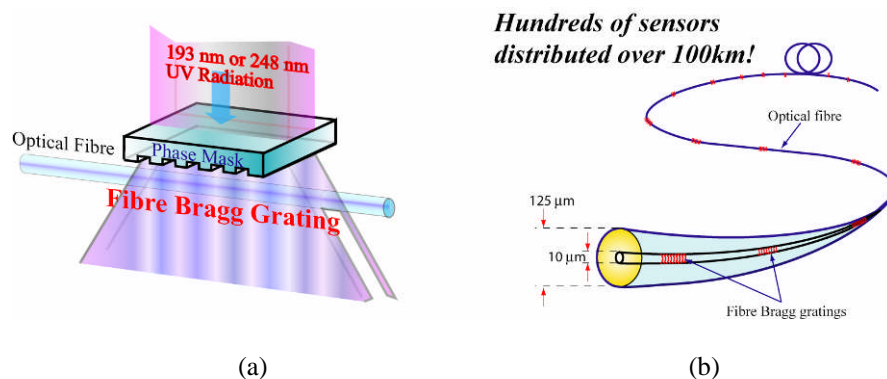 193 nm or 248 nm
UV Radiation
Optical Fibre
Phase Mask
Fibre Bragg Grating
(a)
Hundreds of sensors
distributed over 100km!
Optical fibre
125 µm
10 µm
Fibre Bragg gratings
(b)